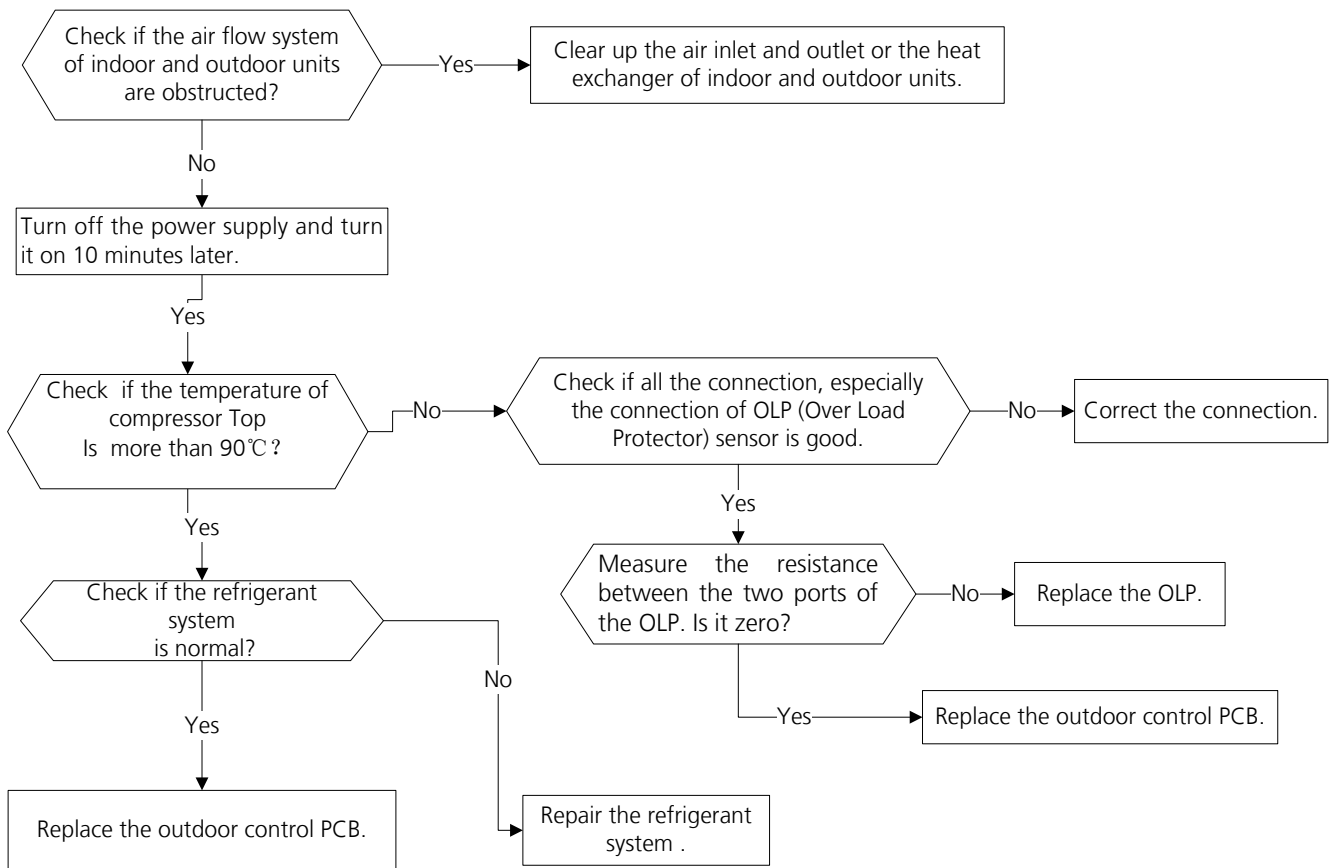 Check if the air flow system
of indoor and outdoor units
are obstructed?
Yes
Clear up the air inlet and outlet or the heat
exchanger of indoor and outdoor units.
No
Turn off the power supply and turn
it on 10 minutes later.
Yes
Check if the temperature of
compressor Top
Is more than 90℃?
No
Check if all the connection, especially
the connection of OLP (Over Load
Protector) sensor is good.
No
Correct the connection.
Yes
Yes
Measure the resistance
between the two ports of
the OLP. Is it zero?
No
Replace the OLP.
Check if the refrigerant
system
is normal?
No
Yes
Yes
Replace the outdoor control PCB.
Replace the outdoor control PCB.
Repair the refrigerant
system .